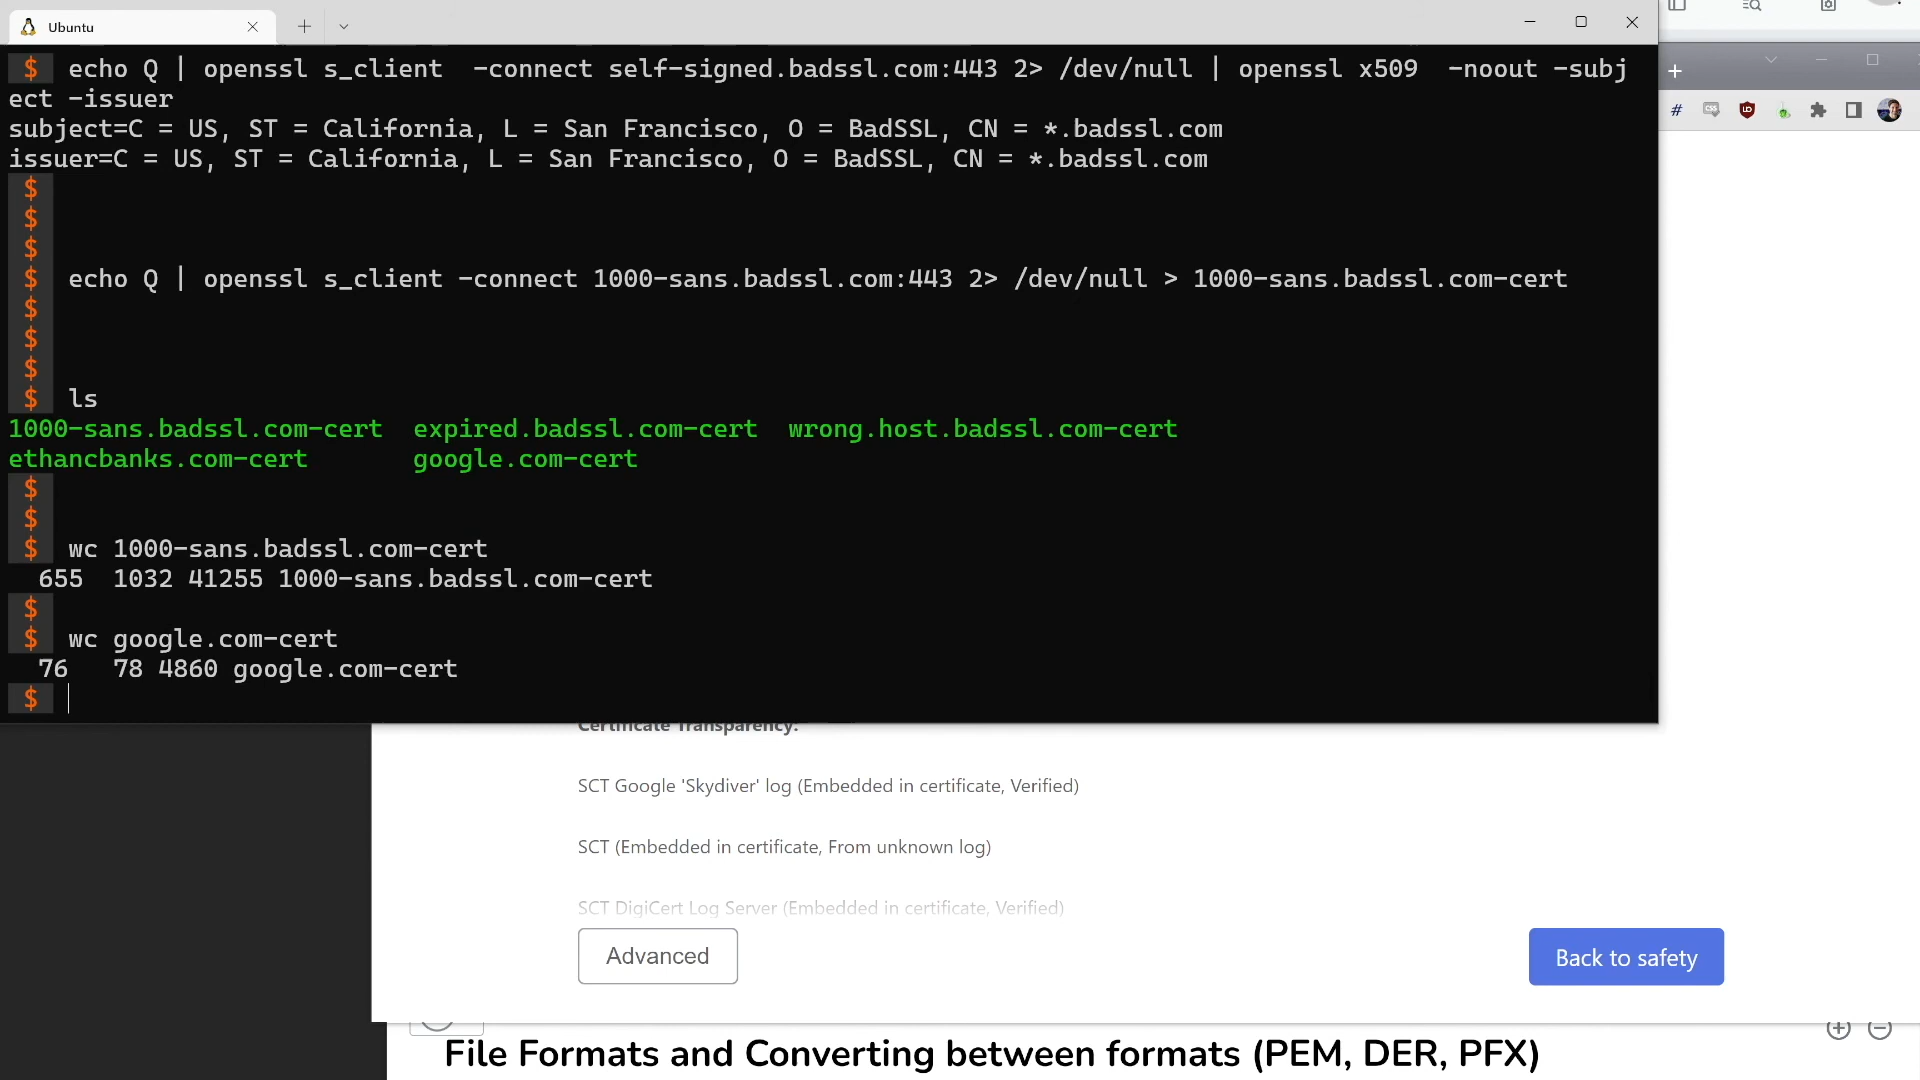 Ubuntu
$ echo Q | openssl s_client  -connect self-signed.badssl.com:443 2> /dev/null | openssl x509  -noout -subj
ect -issuer
subject=C = US, ST = California, L = San Francisco, O = BadSSL, CN = *.badssl.com
issuer=C = US, ST = California, L = San Francisco, O = BadSSL, CN = *.badssl.com
$
$
$
$ echo Q | openssl s_client -connect 1000-sans.badssl.com:443 2> /dev/null > 1000-sans.badssl.com-cert
$
$
$
$ ls
1000-sans.badssl.com-cert  expired.badssl.com-cert  wrong.host.badssl.com-cert
ethancbanks.com-cert       google.com-cert
$
$
$ wc 1000-sans.badssl.com-cert
655  1032 41255 1000-sans.badssl.com-cert
$
$ wc google.com-cert
76   78 4860 google.com-cert
$
Certificate Transparency:
SCT Google 'Skydiver' log (Embedded in certificate, Verified)
SCT (Embedded in certificate, From unknown log)
SCT DigiCert Log Server (Embedded in certificate, Verified)
Advanced
Back to safety
File Formats and Converting between formats (PEM, DER, PFX)